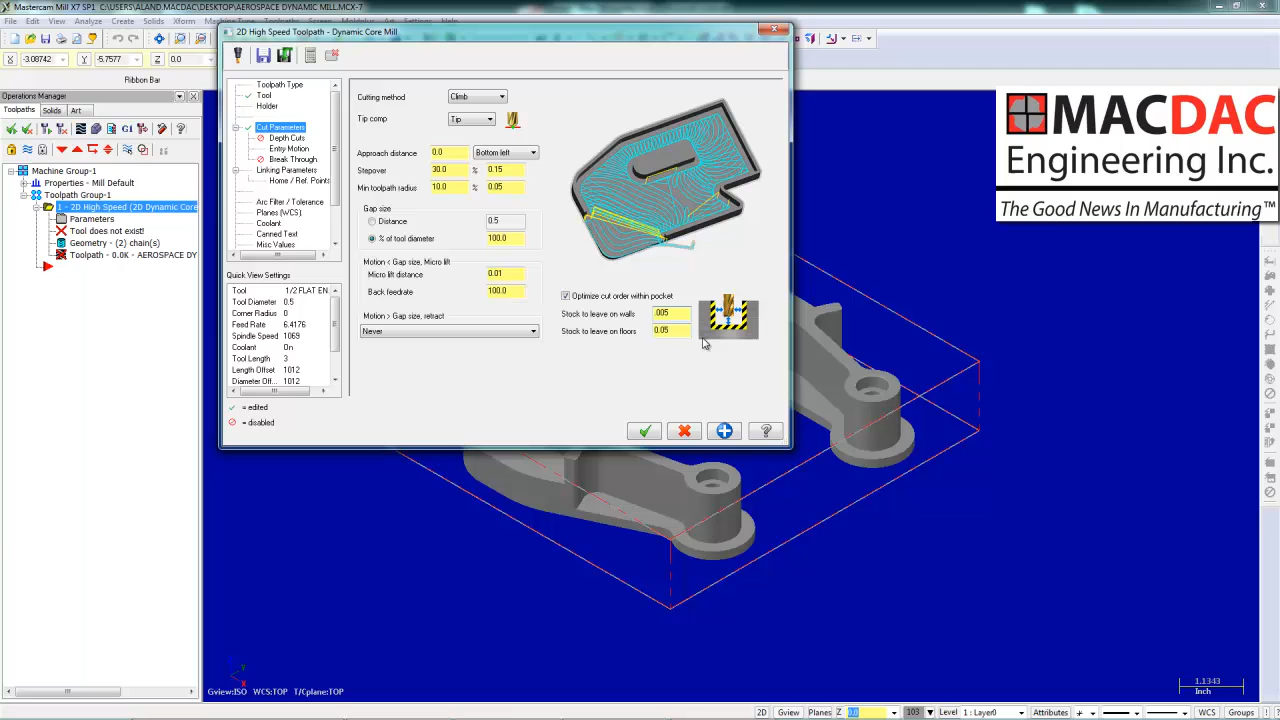 Mastercam Mill X7 SP1 C:\USERS\ALAND.MACDAC\DESKTOP\AEROSPACE DYNAMIC MILL.MCX-7
File Edit View Analyze Create Solids Xform
X -3.08742 Y -5.7577 Z 0.0
Ribbon Bar
Operations Manager
Toolpaths Solids Art
G1
Machine Group-1
Properties - Mill Default
Toolpath Group-1
1 - 2D High Speed (2D Dynamic Core
Parameters
Tool does not exist!
Geometry - (2) chain(s)
Toolpath - 0.0K - AEROSPACE DY
2D High Speed Toolpath - Dynamic Core Mill
Toolpath Type
Tool
Holder
Cut Parameters
Depth Cuts
Entry Motion
Break Through
Linking Parameters
Home / Ref. Points
Arc Filter / Tolerance
Planes (WCS)
Coolant
Canned Text
Misc Values
Quick View Settings
Tool 1/2 FLAT EN
Tool Diameter 0.5
Corner Radius 0
Feed Rate 6.4176
Spindle Speed 1069
Coolant On
Tool Length 3
Length Offset 1012
Diameter Off... 1012
= edited
= disabled
Cutting method Climb
Tip comp Tip
Approach distance 0.0 Bottom left
Stepover 30.0 % 0.15
Min toolpath radius 10.0 % 0.05
Gap size
Distance 0.5
% of tool diameter 100.0
Motion < Gap size, Micro lift
Micro lift distance 0.01
Back feedrate 100.0
Motion > Gap size, retract
Never
Optimize cut order within pocket
Stock to leave on walls .005
Stock to leave on floors 0.05
MACDAC
Engineering Inc.
The Good News In Manufacturing™
Gview:ISO WCS:TOP T/Cplane:TOP
1.1343
Inch
2D Gview Planes Z 0.0 103 Level 1 : Layer0 Attributes WCS Groups ?